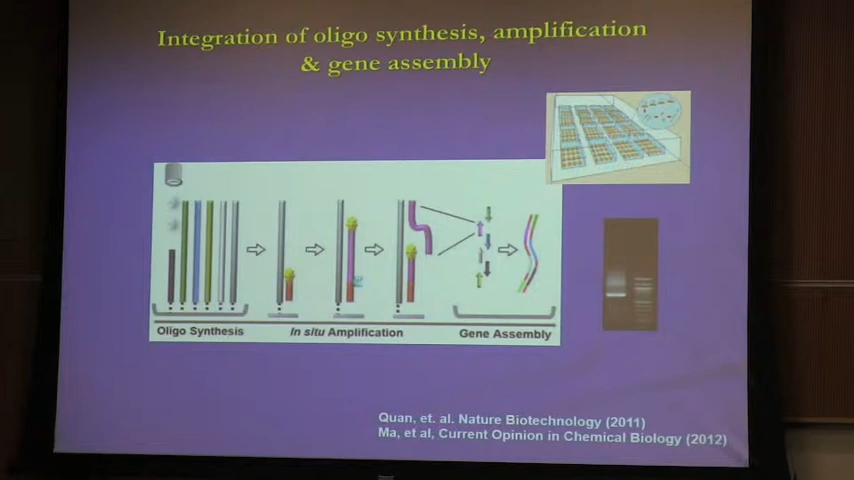 Integration of oligo synthesis, amplification
& gene assembly
Oligo Synthesis
In situ Amplification
Gene Assembly
Quan, et. al. Nature Biotechnology (2011)
Ma, et al, Current Opinion in Chemical Biology (2012)